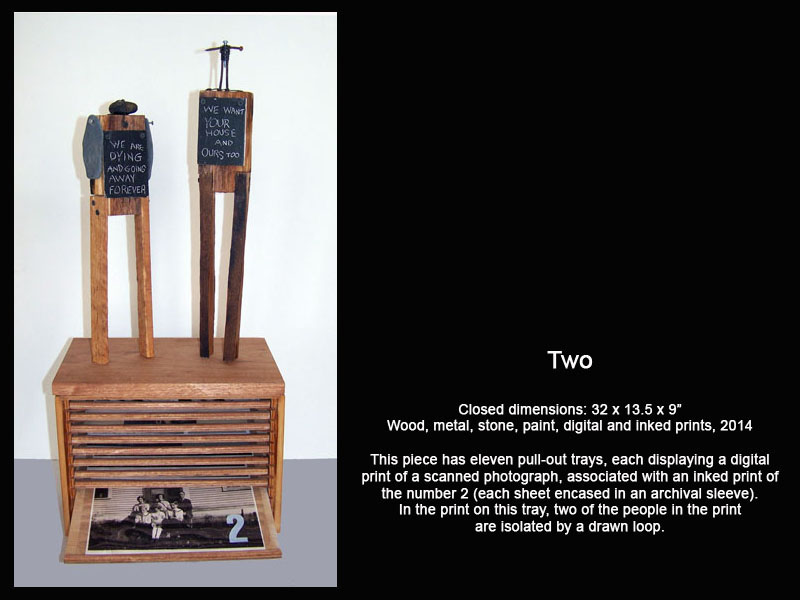 WE ARE
DYING
AND GOING
AWAY
FOREVER
WE WANT
YOUR
HOUSE
AND
OURS TOO
2
Two
Closed dimensions: 32 x 13.5 x 9”
Wood, metal, stone, paint, digital and inked prints, 2014
This piece has eleven pull-out trays, each displaying a digital
print of a scanned photograph, associated with an inked print of
the number 2 (each sheet encased in an archival sleeve).
In the print on this tray, two of the people in the print
are isolated by a drawn loop.